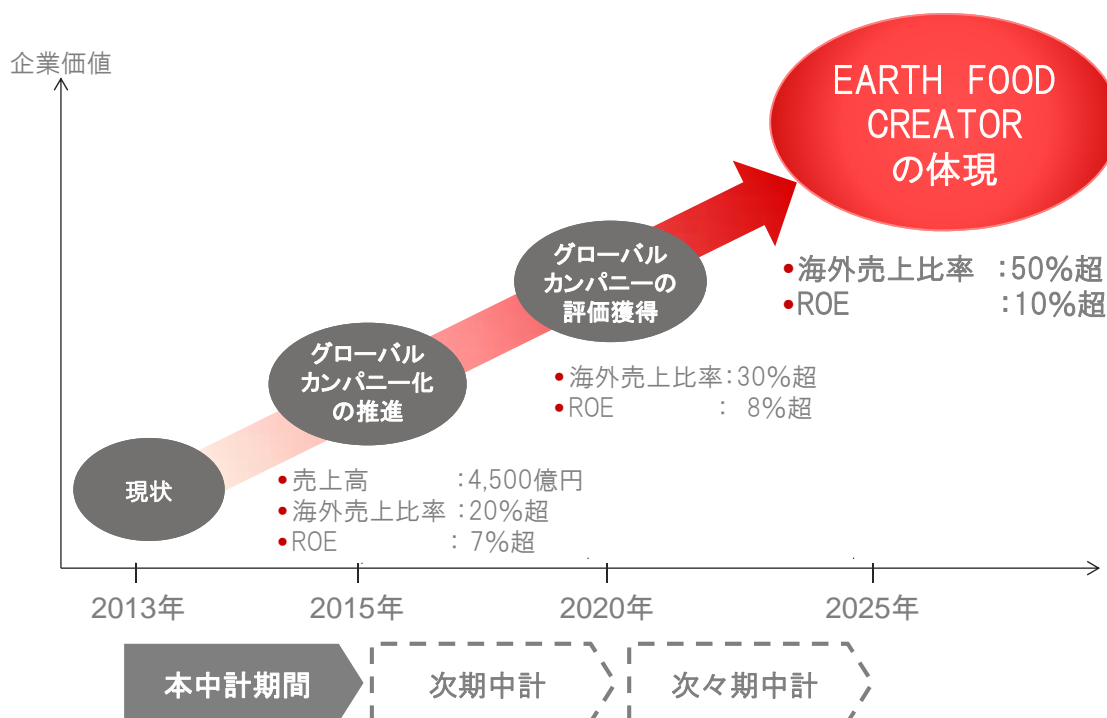 企業価値
EARTH FOOD
CREATOR
の体現
•海外売上比率 :50%超
•ROE :10%超
グローバル
カンパニーの
評価獲得
•海外売上比率:30%超
•ROE : 8%超
グローバル
カンパニー化
の推進
•売上高 :4,500億円
•海外売上比率 :20%超
•ROE : 7%超
現状
2013年 2015年 2020年 2025年
本中計期間 次期中計 次々期中計